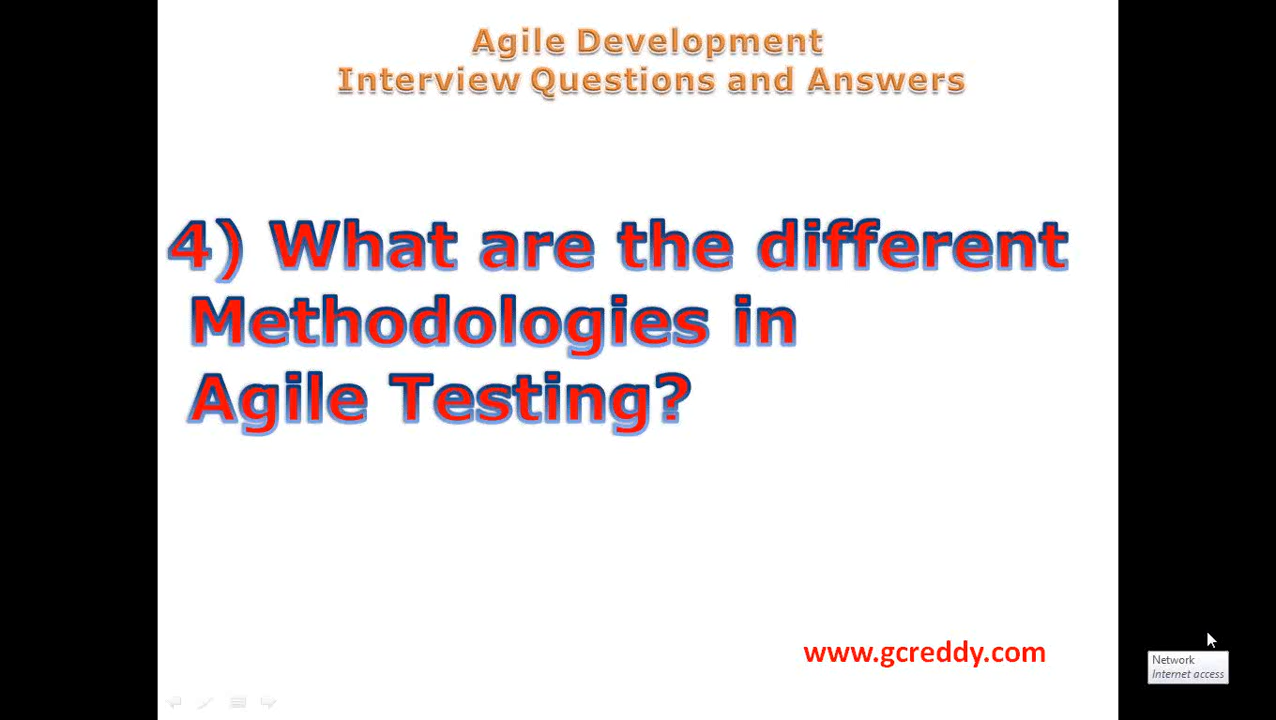 Agile Development
Interview Questions and Answers
4) What are the different
Methodologies in
Agile Testing?
www.gcreddy.com
Network
Internet access